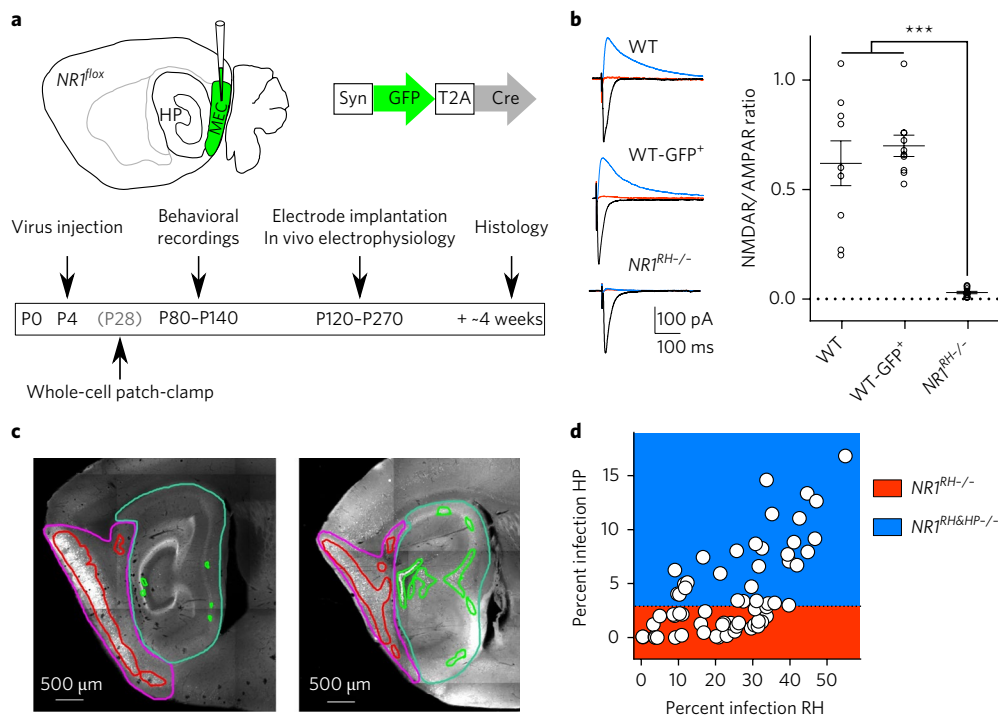 a
NR1flox
HP
MEC
Syn GFP T2A Cre
Virus injection
Behavioral recordings
Electrode implantation
In vivo electrophysiology
Histology
P0 P4 (P28) P80–P140 P120–P270 + ~4 weeks
Whole-cell patch-clamp
b
WT
WT-GFP+
NR1RH–/–
100 pA
100 ms
***
NMDAR/AMPAR ratio
1.0
0.5
0.0
WT
WT-GFP+
NR1RH–/–
c
500 µm
500 µm
d
Percent infection HP
15
10
5
0
0 10 20 30 40 50
Percent infection RH
NR1RH–/–
NR1RH&HP–/–